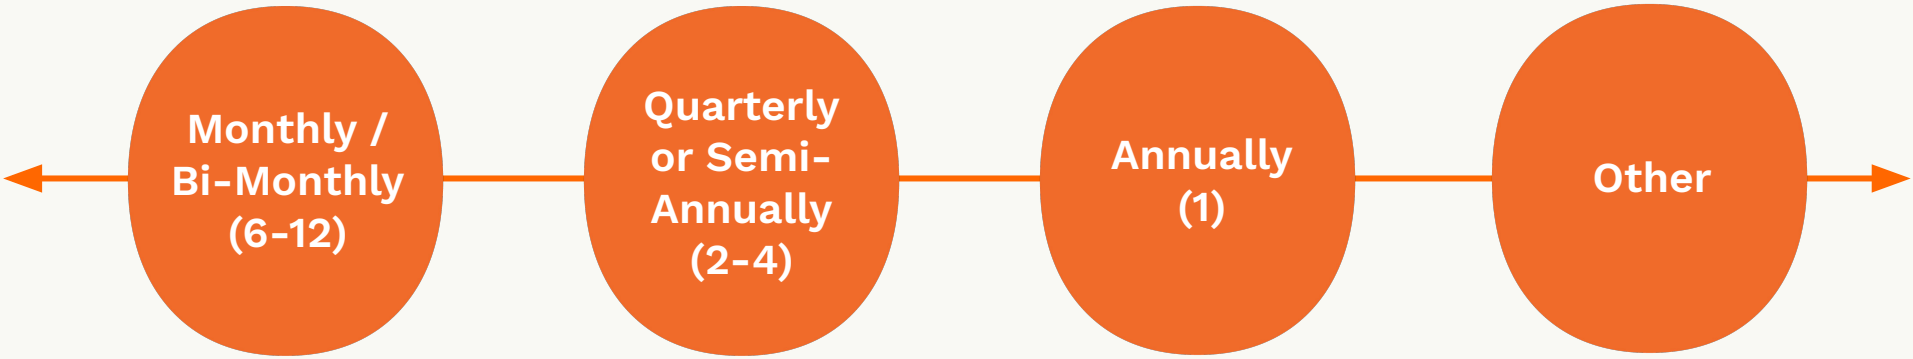 Monthly /
Bi-Monthly
(6-12)
Quarterly
or Semi-
Annually
(2-4)
Annually
(1)
Other